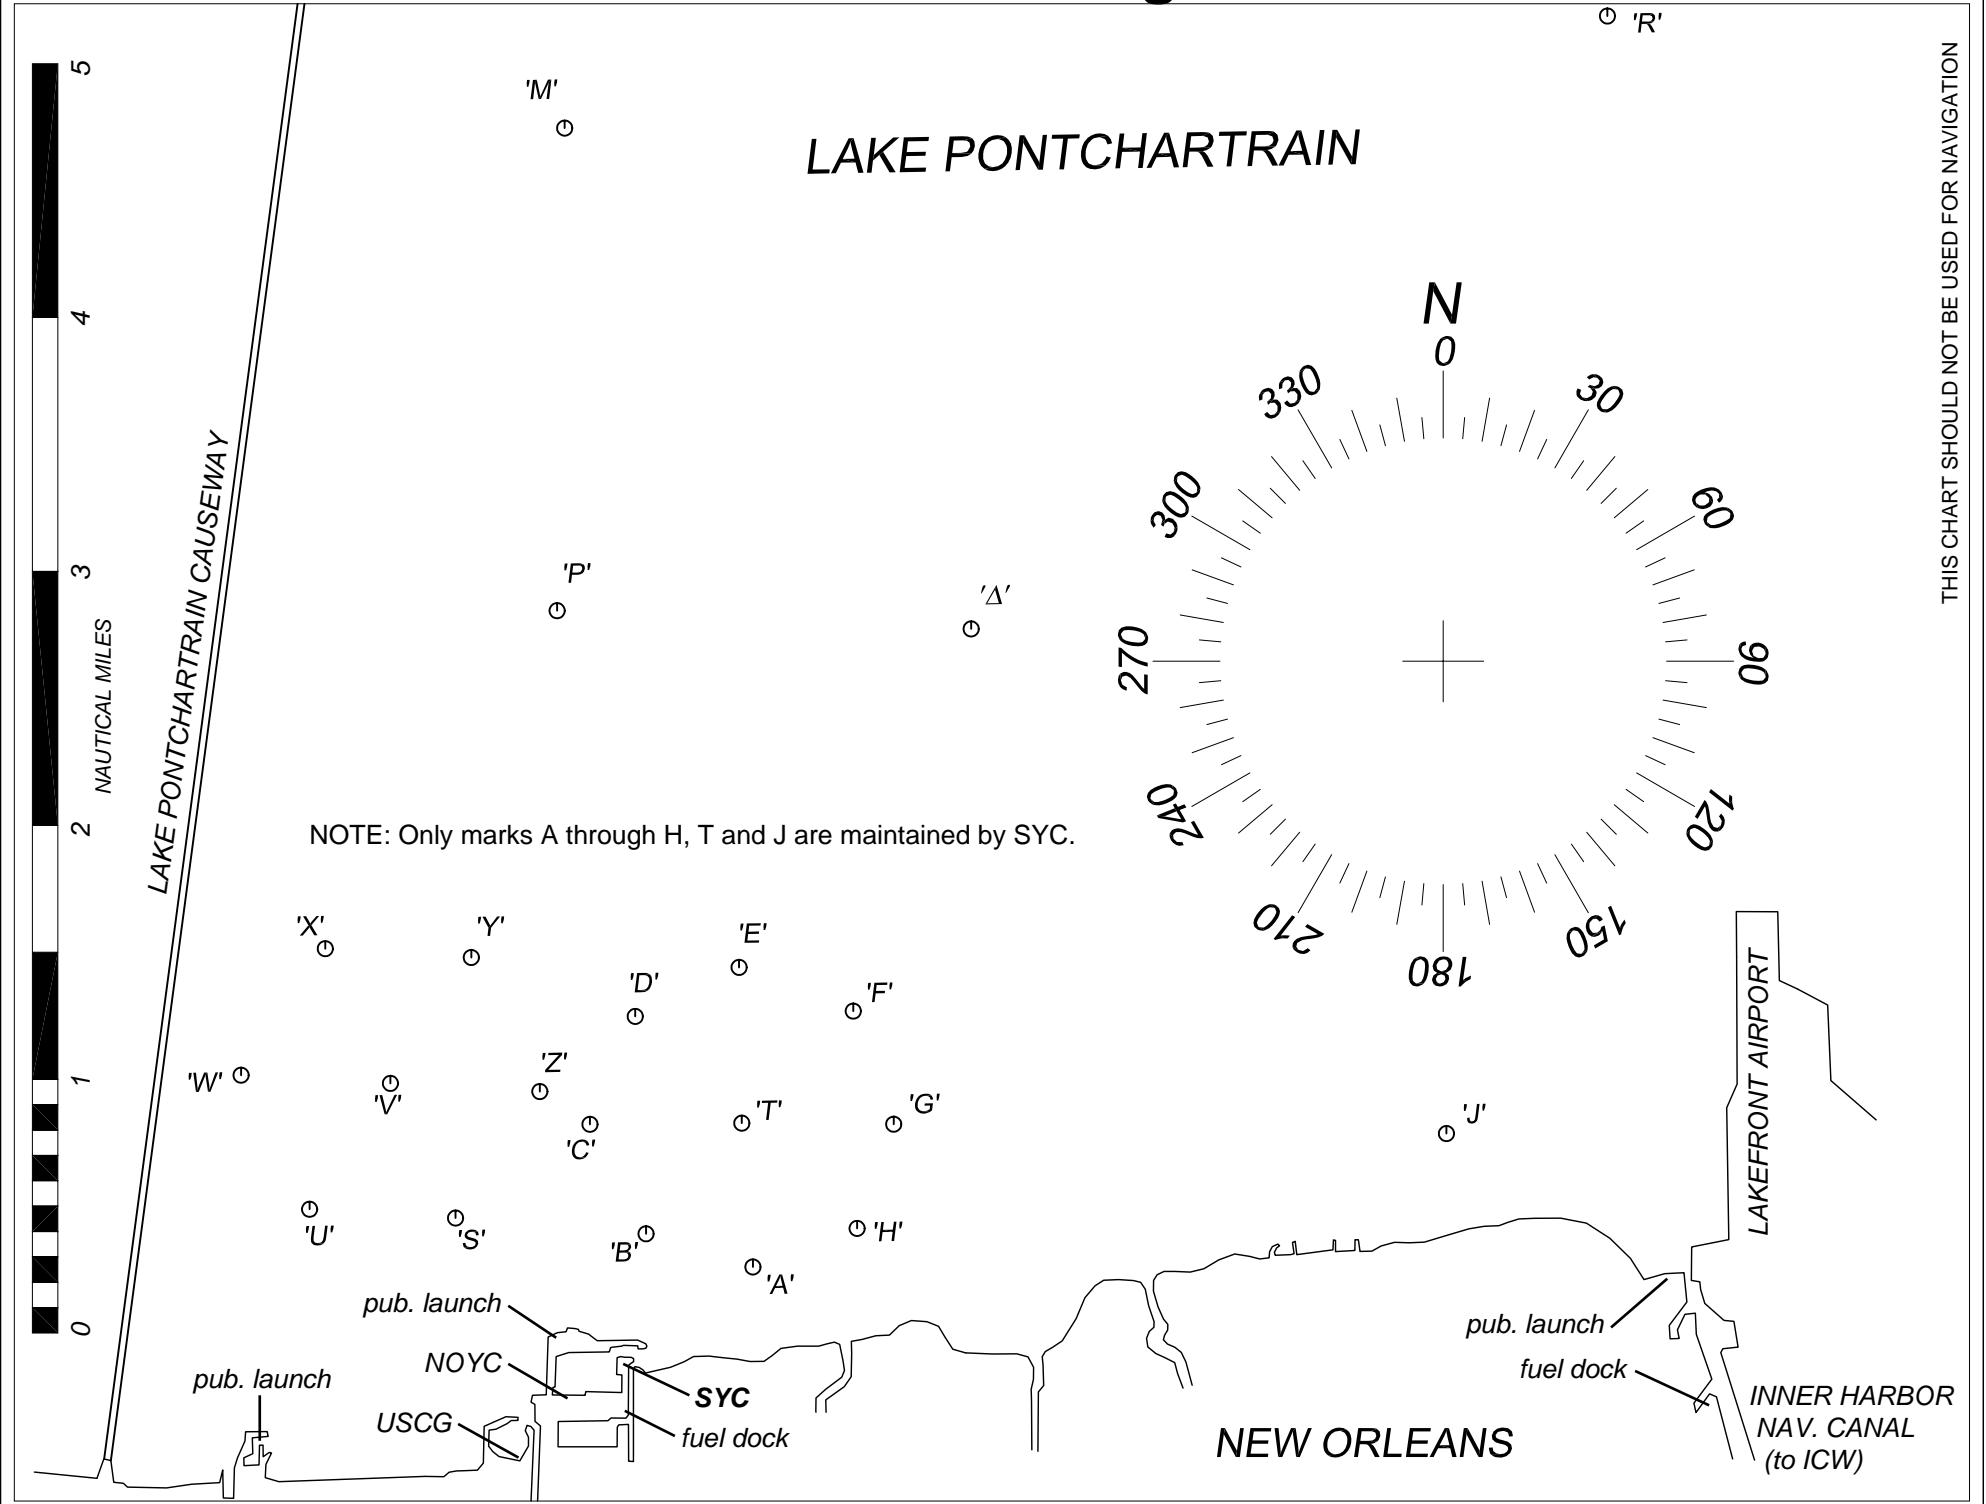 'R'
'M'
LAKE PONTCHARTRAIN
THIS CHART SHOULD NOT BE USED FOR NAVIGATION
5
4
3
2
1
0
NAUTICAL MILES
LAKE PONTCHARTRAIN CAUSEWAY
N
0
30
60
90
120
150
180
210
240
270
300
330
'P'
'Δ'
NOTE: Only marks A through H, T and J are maintained by SYC.
'X'
'Y'
'E'
'D'
'F'
'W'
'V'
'Z'
'C'
'T'
'G'
'J'
LAKEFRONT AIRPORT
'U'
'S'
'B'
'H'
'A'
pub. launch
NOYC
pub. launch
SYC
USCG
fuel dock
NEW ORLEANS
pub. launch
fuel dock
INNER HARBOR
NAV. CANAL
(to ICW)